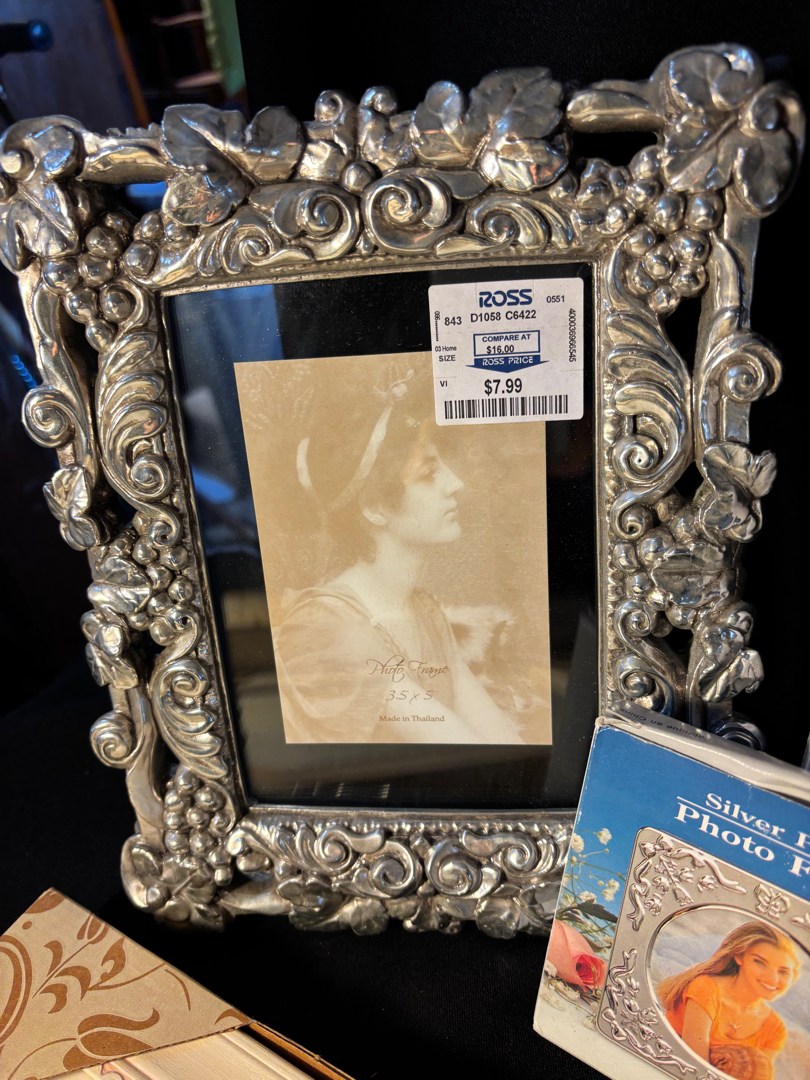 ROSS
0551
843 D1058 C6422
400036968545
03 Home
SIZE
COMPARE AT
$16.00
ROSS PRICE
VI
$7.99
Photo Frame
3.5 x 5
Made in Thailand
Silver
Photo F